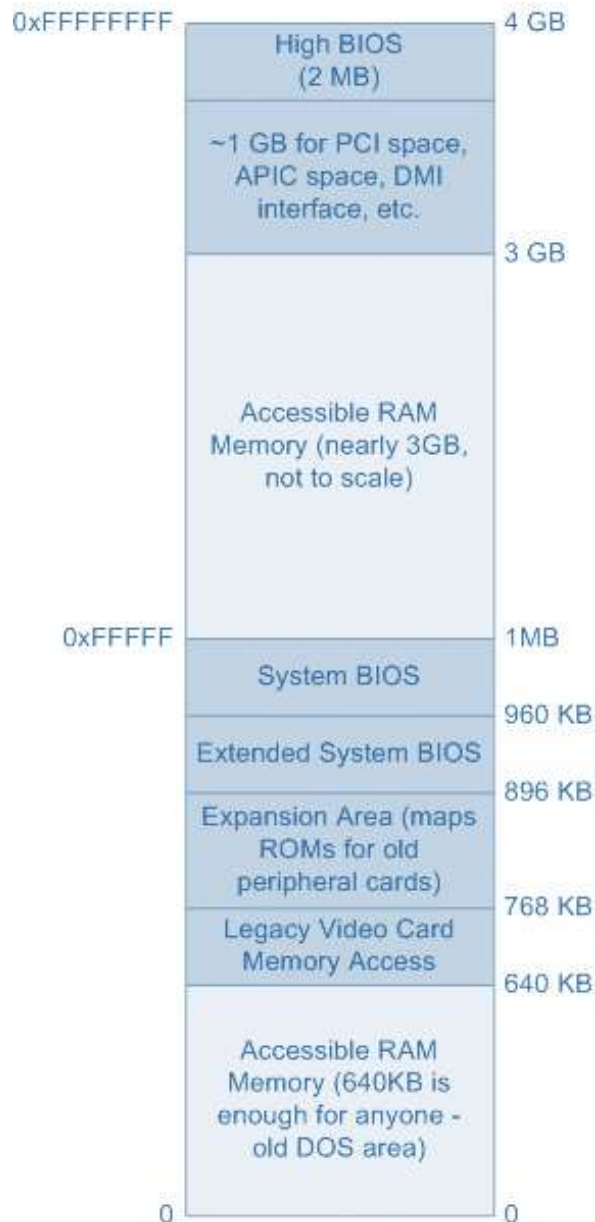 0xFFFFFFFF
4 GB
High BIOS
(2 MB)
~1 GB for PCI space,
APIC space, DMI
interface, etc.
3 GB
Accessible RAM
Memory (nearly 3GB,
not to scale)
0xFFFFF
1MB
System BIOS
960 KB
Extended System BIOS
896 KB
Expansion Area (maps
ROMs for old
peripheral cards)
768 KB
Legacy Video Card
Memory Access
640 KB
Accessible RAM
Memory (640KB is
enough for anyone -
old DOS area)
0
0